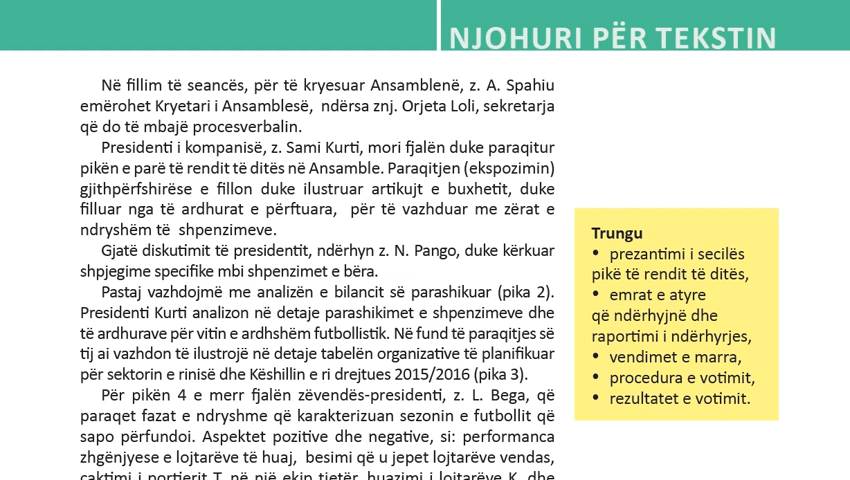 NJOHURI PËR TEKSTIN
Në fillim të seancës, për të kryesuar Ansamblenë, z. A. Spahiu
emërohet Kryetari i Ansamblesë, ndërsa znj. Orjeta Loli, sekretarja
që do të mbajë procesverbalin.
Presidenti i kompanisë, z. Sami Kurti, mori fjalën duke paraqitur
pikën e parë të rendit të ditës në Ansamble. Paraqitjen (ekspozimin)
gjithpërfshirëse e fillon duke ilustruar artikujt e buxhetit, duke
filluar nga të ardhurat e përftuara, për të vazhduar me zërat e
ndryshëm të shpenzimeve.
Gjatë diskutimit të presidentit, ndërhyn z. N. Pango, duke kërkuar
shpjegime specifike mbi shpenzimet e bëra.
Pastaj vazhdojmë me analizën e bilancit së parashikuar (pika 2).
Presidenti Kurti analizon në detaje parashikimet e shpenzimeve dhe
të ardhurave për vitin e ardhshëm futbollistik. Në fund të paraqitjes së
tij ai vazhdon të ilustrojë në detaje tabelën organizative të planifikuar
për sektorin e rinisë dhe Këshillin e ri drejtues 2015/2016 (pika 3).
Për pikën 4 e merr fjalën zëvendës-presidenti, z. L. Bega, që
paraqet fazat e ndryshme që karakterizuan sezonin e futbollit që
sapo përfundoi. Aspektet pozitive dhe negative, si: performanca
zhgënjyese e lojtarëve të huaj, besimi që u jepet lojtarëve vendas,
caktimi i portierit T. në një ekip tjetër, huazimi i lojtarëve K. dhe
Trungu
• prezantimi i secilës
pikë të rendit të ditës,
• emrat e atyre
që ndërhyjnë dhe
raportimi i ndërhyrjes,
• vendimet e marra,
• procedura e votimit,
• rezultatet e votimit.